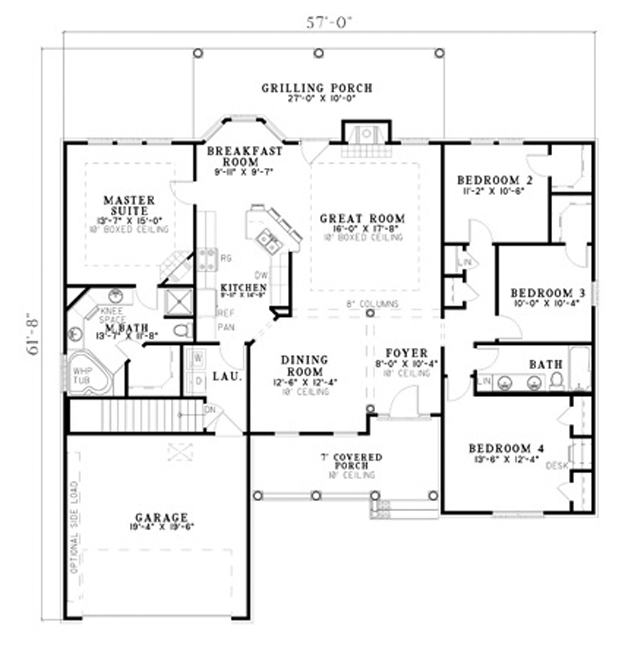 57'-0"
61'-8"
GRILLING PORCH
27'-0" X 10'-0"
BREAKFAST
ROOM
9'-11" X 9'-7"
MASTER
SUITE
13'-7" X 15'-0"
10' BOXED CEILING
GREAT ROOM
16'-0" X 17'-8"
10' BOXED CEILING
BEDROOM 2
11'-2" X 10'-6"
LIN
RG
DW
KITCHEN
9'-11" X 14'-9"
REF
PAN
8" COLUMNS
BEDROOM 3
10'-0" X 10'-4"
KNEE
SPACE
M.BATH
13'-7" X 11'-8"
WHP
TUB
W
D
LAU.
DN
DINING
ROOM
12'-6" X 12'-4"
10' CEILING
FOYER
8'-0" X 10'-4"
10' CEILING
BATH
LIN
BEDROOM 4
13'-6" X 12'-4"
DESK
7' COVERED
PORCH
10' CEILING
GARAGE
19'-4" X 19'-6"
OPTIONAL SIDE LOAD